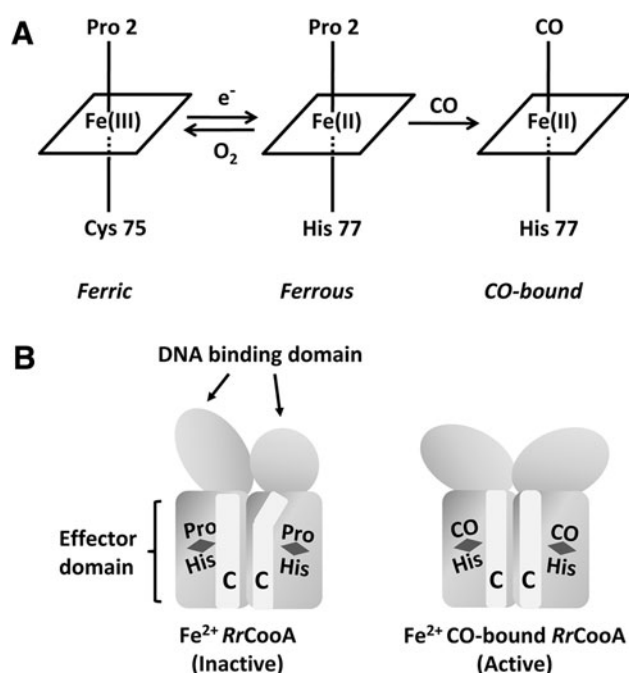 A
Pro 2 Pro 2 CO
Fe(III) e⁻ Fe(II) CO Fe(II)
O₂
Cys 75 His 77 His 77
Ferric Ferrous CO-bound
B DNA binding domain
Effector domain
Pro Pro CO CO
His His His His
C C C C
Fe²⁺ RrCooA Fe²⁺ CO-bound RrCooA
(Inactive) (Active)